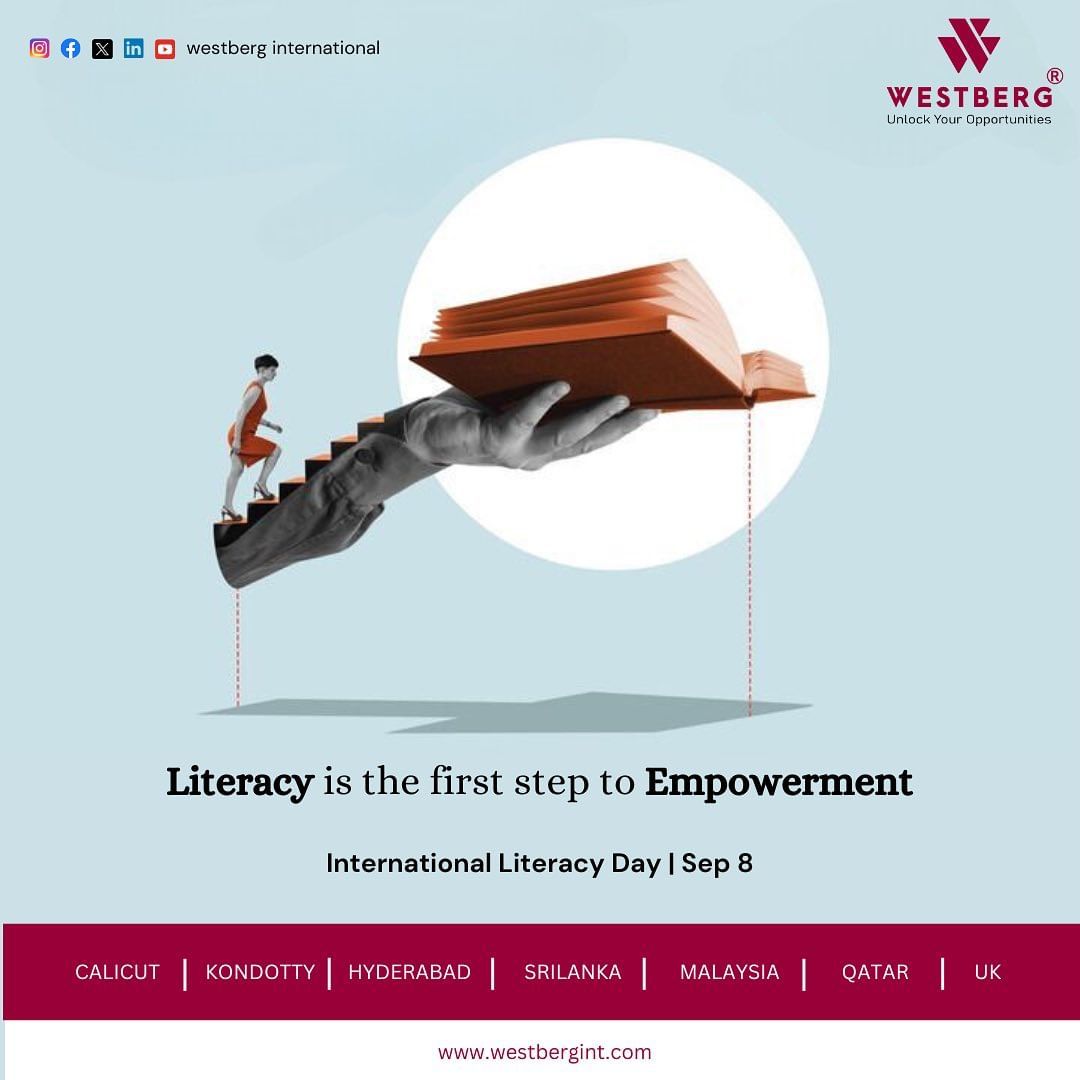 westberg international
WESTBERG®
Unlock Your Opportunities
Literacy is the first step to Empowerment
International Literacy Day | Sep 8
CALICUT | KONDOTTY | HYDERABAD | SRILANKA | MALAYSIA | QATAR | UK
www.westbergint.com